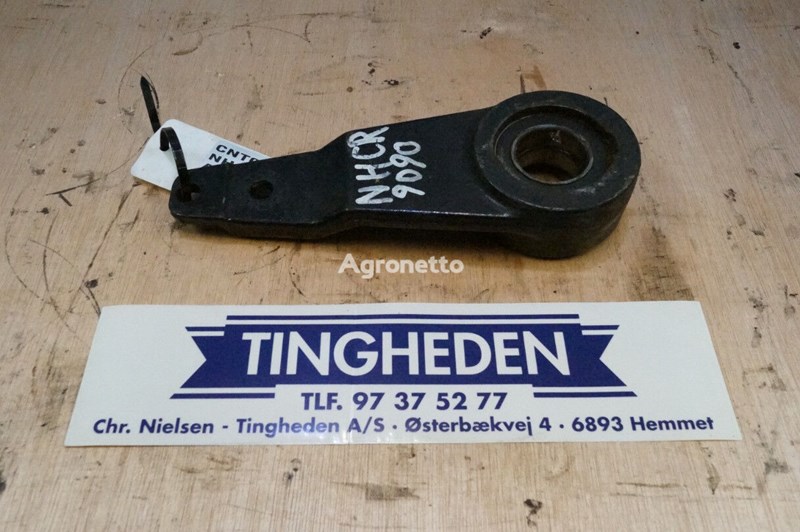 NHCR
9090
Agronetto
TINGHEDEN
TLF. 97 37 52 77
Chr. Nielsen - Tingheden A/S · Østerbækvej 4 · 6893 Hemmet